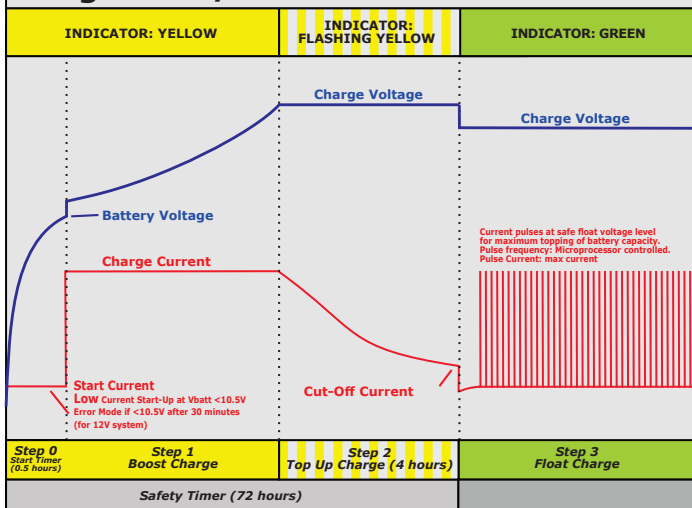 INDICATOR: YELLOW
INDICATOR:
FLASHING YELLOW
INDICATOR: GREEN
Charge Voltage
Charge Voltage
Battery Voltage
Current pulses at safe float voltage level
for maximum topping of battery capacity.
Pulse frequency: Microprocessor controlled.
Pulse Current: max current
Charge Current
Start Current
Low Current Start-Up at Vbatt <10.5V
Error Mode if <10.5V after 30 minutes
(for 12V system)
Cut-Off Current
Step 0
Start Timer
(0.5 hours)
Step 1
Boost Charge
Step 2
Top Up Charge (4 hours)
Step 3
Float Charge
Safety Timer (72 hours)